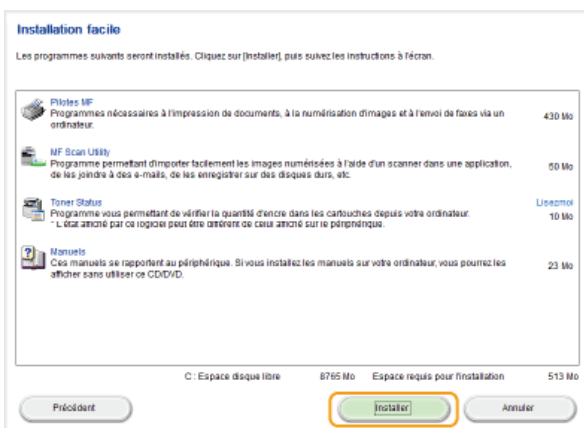 Installation facile
Les programmes suivants seront installés. Cliquez sur [Installer], puis suivez les instructions à l'écran.
Pilotes MF
Programmes nécessaires à l'impression de documents, à la numérisation d'images et à l'envoi de faxes via un
ordinateur.
430 Mo
MF Scan Utility
Programme permettant d'importer facilement les images numérisées à l'aide d'un scanner dans une application,
de les joindre à des e-mails, de les enregistrer sur des disques durs, etc.
50 Mo
Toner Status
Lisezmoi
Programme vous permettant de vérifier la quantité d'encre dans les cartouches depuis votre ordinateur.
* L'état affiché par ce logiciel peut être différent de celui affiché sur le périphérique.
10 Mo
Manuels
Ces manuels se rapportent au périphérique. Si vous installez les manuels sur votre ordinateur, vous pourrez les
afficher sans utiliser ce CD/DVD.
23 Mo
C : Espace disque libre 8765 Mo Espace requis pour l'installation 513 Mo
Précédent Installer Annuler